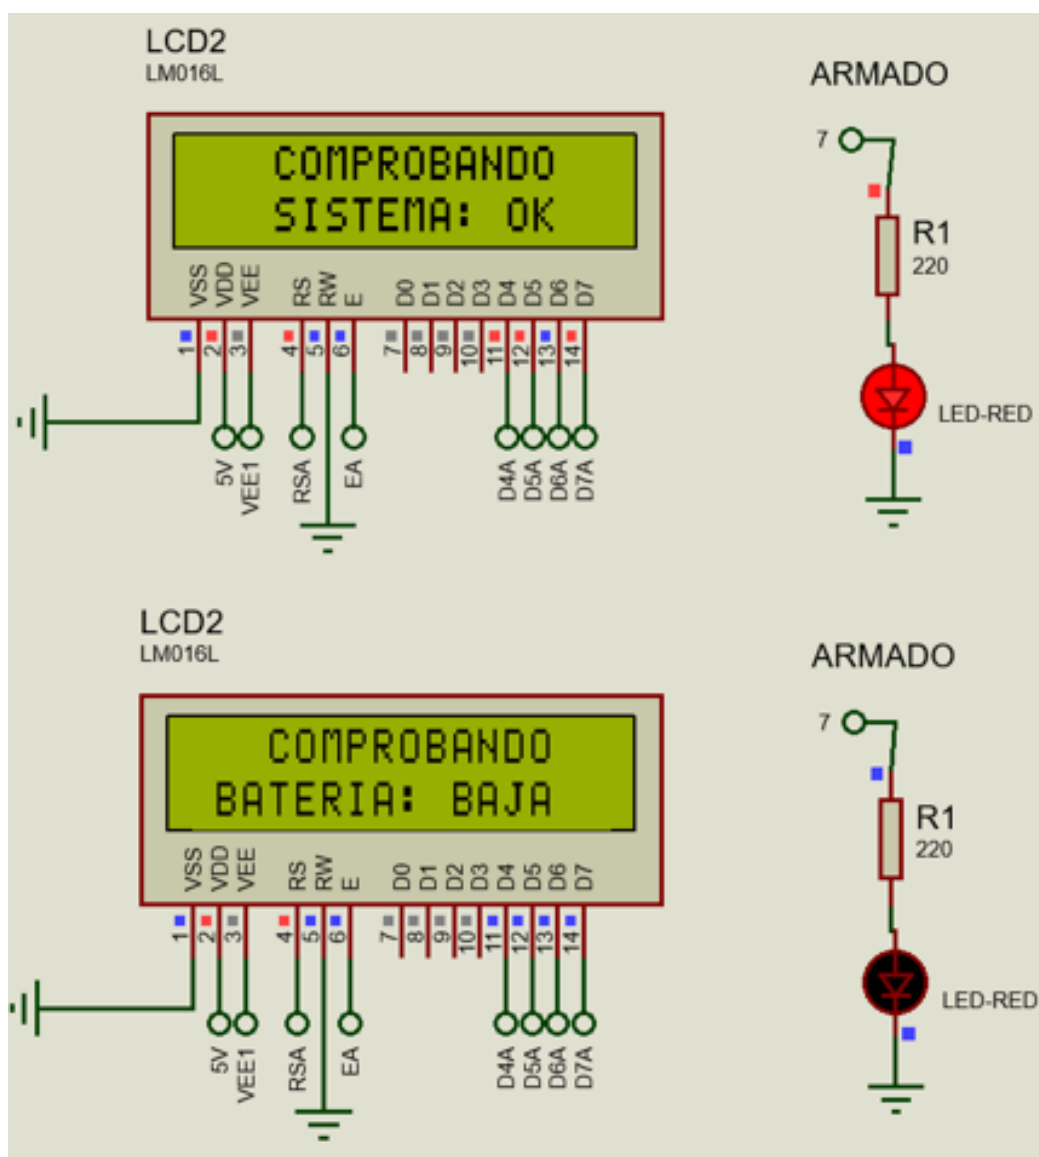 LCD2
LM016L
ARMADO
COMPROBANDO
SISTEMA: OK
7
R1
220
VSS VDD VEE RS RW E D0 D1 D2 D3 D4 D5 D6 D7
1 2 3 4 5 6 7 8 9 10 11 12 13 14
LED-RED
5V VEE1 RSA EA D4A D5A D6A D7A
LCD2
LM016L
ARMADO
COMPROBANDO
BATERIA: BAJA
7
R1
220
VSS VDD VEE RS RW E D0 D1 D2 D3 D4 D5 D6 D7
1 2 3 4 5 6 7 8 9 10 11 12 13 14
LED-RED
5V VEE1 RSA EA D4A D5A D6A D7A